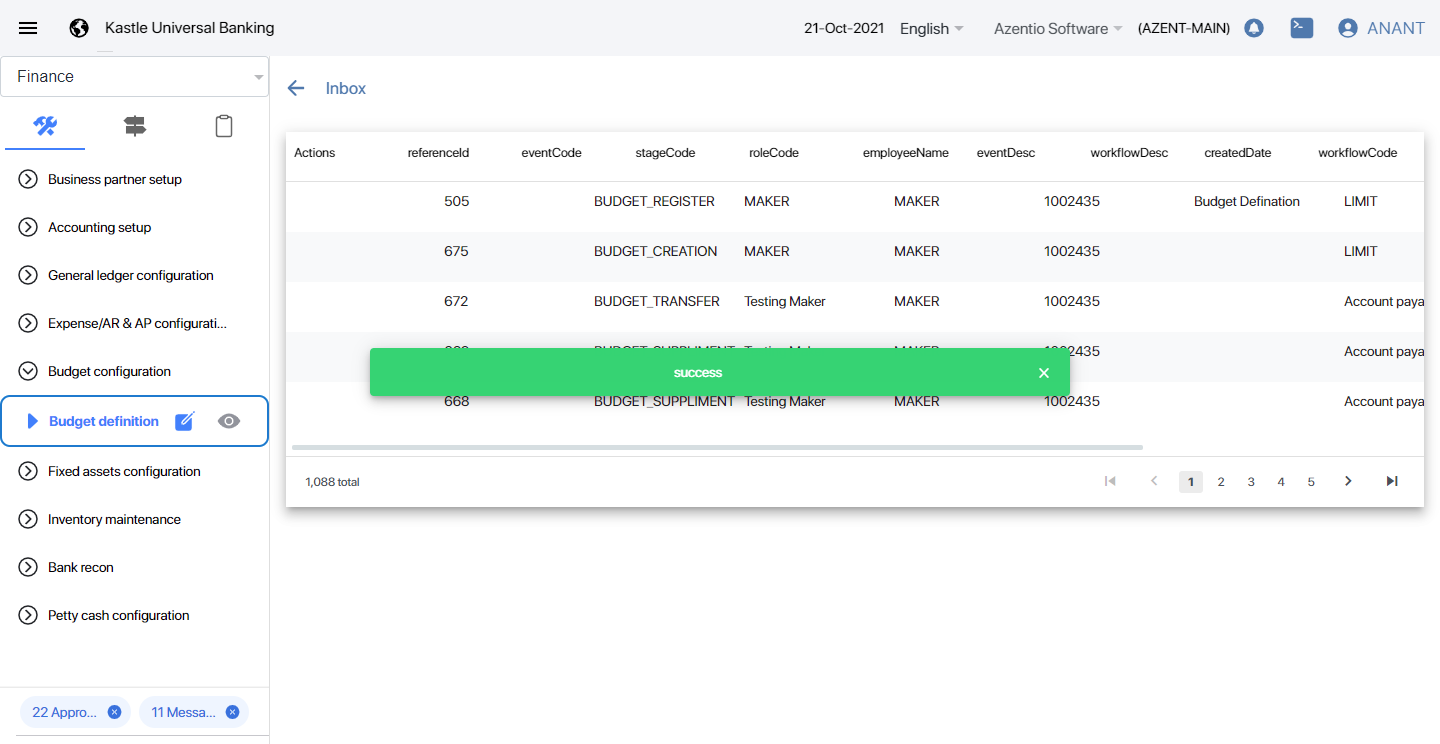 Kastle Universal Banking
21-Oct-2021 English Azentio Software (AZENT-MAIN) ANANT
Finance
Business partner setup
Accounting setup
General ledger configuration
Expense/AR & AP configurati...
Budget configuration
Budget definition
Fixed assets configuration
Inventory maintenance
Bank recon
Petty cash configuration
22 Appro... 11 Messa...
Inbox
Actions referenceId eventCode stageCode roleCode employeeName eventDesc workflowDesc createdDate workflowCode
505 BUDGET_REGISTER MAKER MAKER 1002435 Budget Defination LIMIT
675 BUDGET_CREATION MAKER MAKER 1002435 LIMIT
672 BUDGET_TRANSFER Testing Maker MAKER 1002435 Account paya
BUDGET_SUPPLIMENT Testing Maker MAKER 1002435 Account paya
success
668 BUDGET_SUPPLIMENT Testing Maker MAKER 1002435 Account paya
1,088 total 1 2 3 4 5